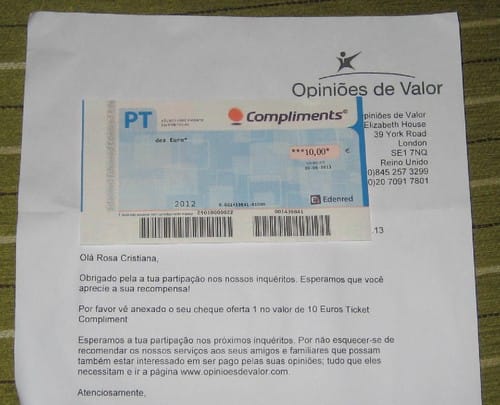 Opiniões de Valor
PT
Compliments
dez Euro*
***10,00*
€
2012
Edenred
piniões de Valor
Elizabeth House
39 York Road
London
SE1 7NQ
Reino Unido
0)845 257 3299
0)20 7091 7801
.13
Olá Rosa Cristiana,
Obrigado pela a tua partipação nos nossos inquéritos. Esperamos que você
aprecie a sua recompensa!
Por favor vê anexado o seu cheque oferta 1 no valor de 10 Euros Ticket
Compliment
Esperamos a tua partipação nos próximos inquéritos. Por não esquecer-se de
recomendar os nossos serviços aos seus amigos e familiares que possam
também estar interessado em ser pago pelas suas opiniões; tudo que eles
necessitam e ir a página www.opinioesdevalor.com.
Atenciosamente,